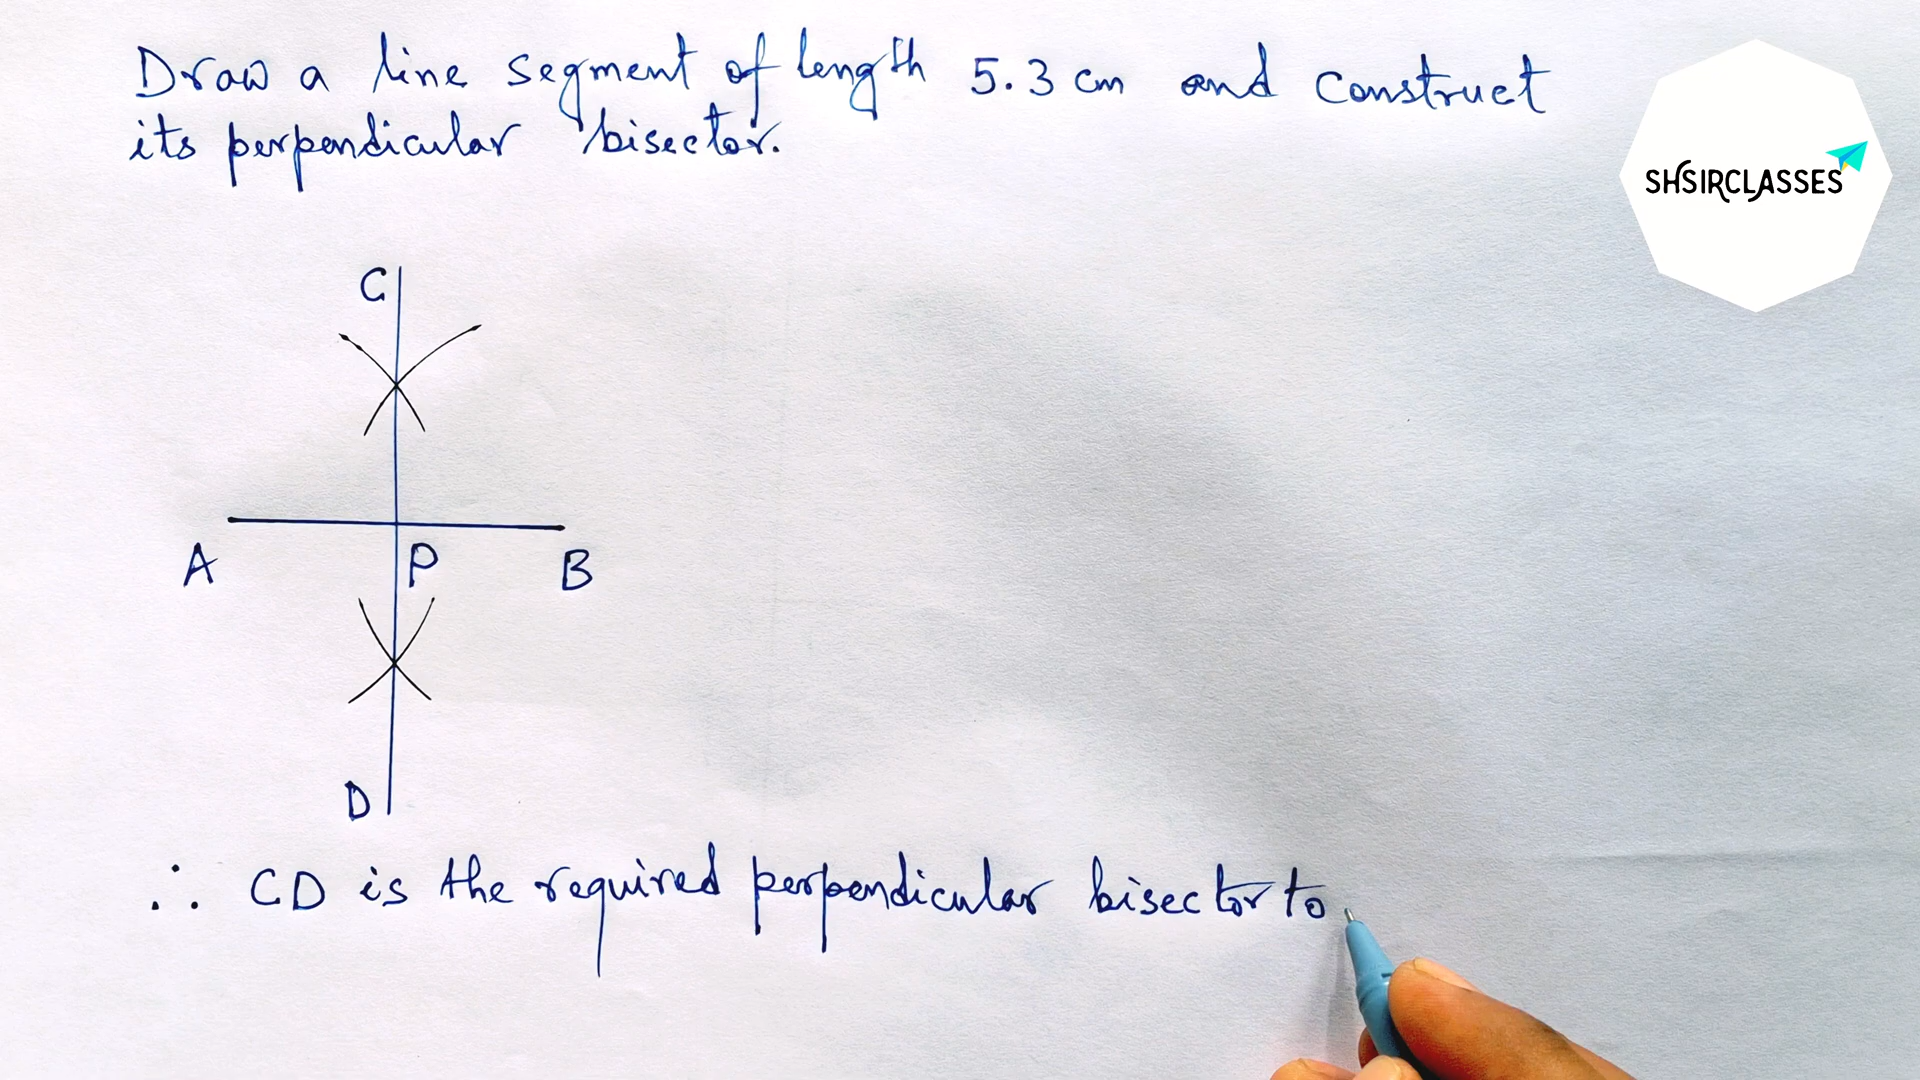 Draw a line segment of length 5.3 cm and construct
its perpendicular bisector.
SHSIRCLASSES
C
A P B
D
∴ CD is the required perpendicular bisector to